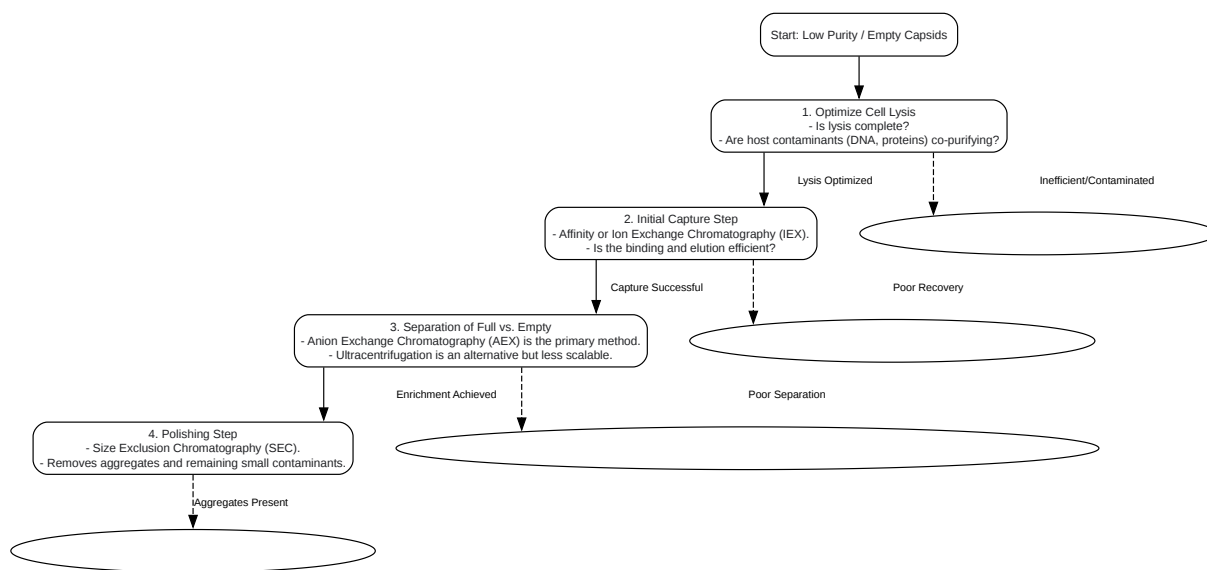 Start: Low Purity / Empty Capsids
1. Optimize Cell Lysis
- Is lysis complete?
- Are host contaminants (DNA, proteins) co-purifying?
Lysis Optimized
Inefficient/Contaminated
2. Initial Capture Step
- Affinity or Ion Exchange Chromatography (IEX).
- Is the binding and elution efficient?
Capture Successful
Poor Recovery
3. Separation of Full vs. Empty
- Anion Exchange Chromatography (AEX) is the primary method.
- Ultracentrifugation is an alternative but less scalable.
Enrichment Achieved
Poor Separation
4. Polishing Step
- Size Exclusion Chromatography (SEC).
- Removes aggregates and remaining small contaminants.
Aggregates Present